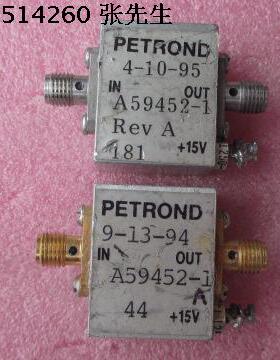 514260 张先生
PETROND
4-10-95
IN OUT
A59452-1
Rev A
181 +15V
PETROND
9-13-94
IN OUT
A59452-1
A
44 +15V